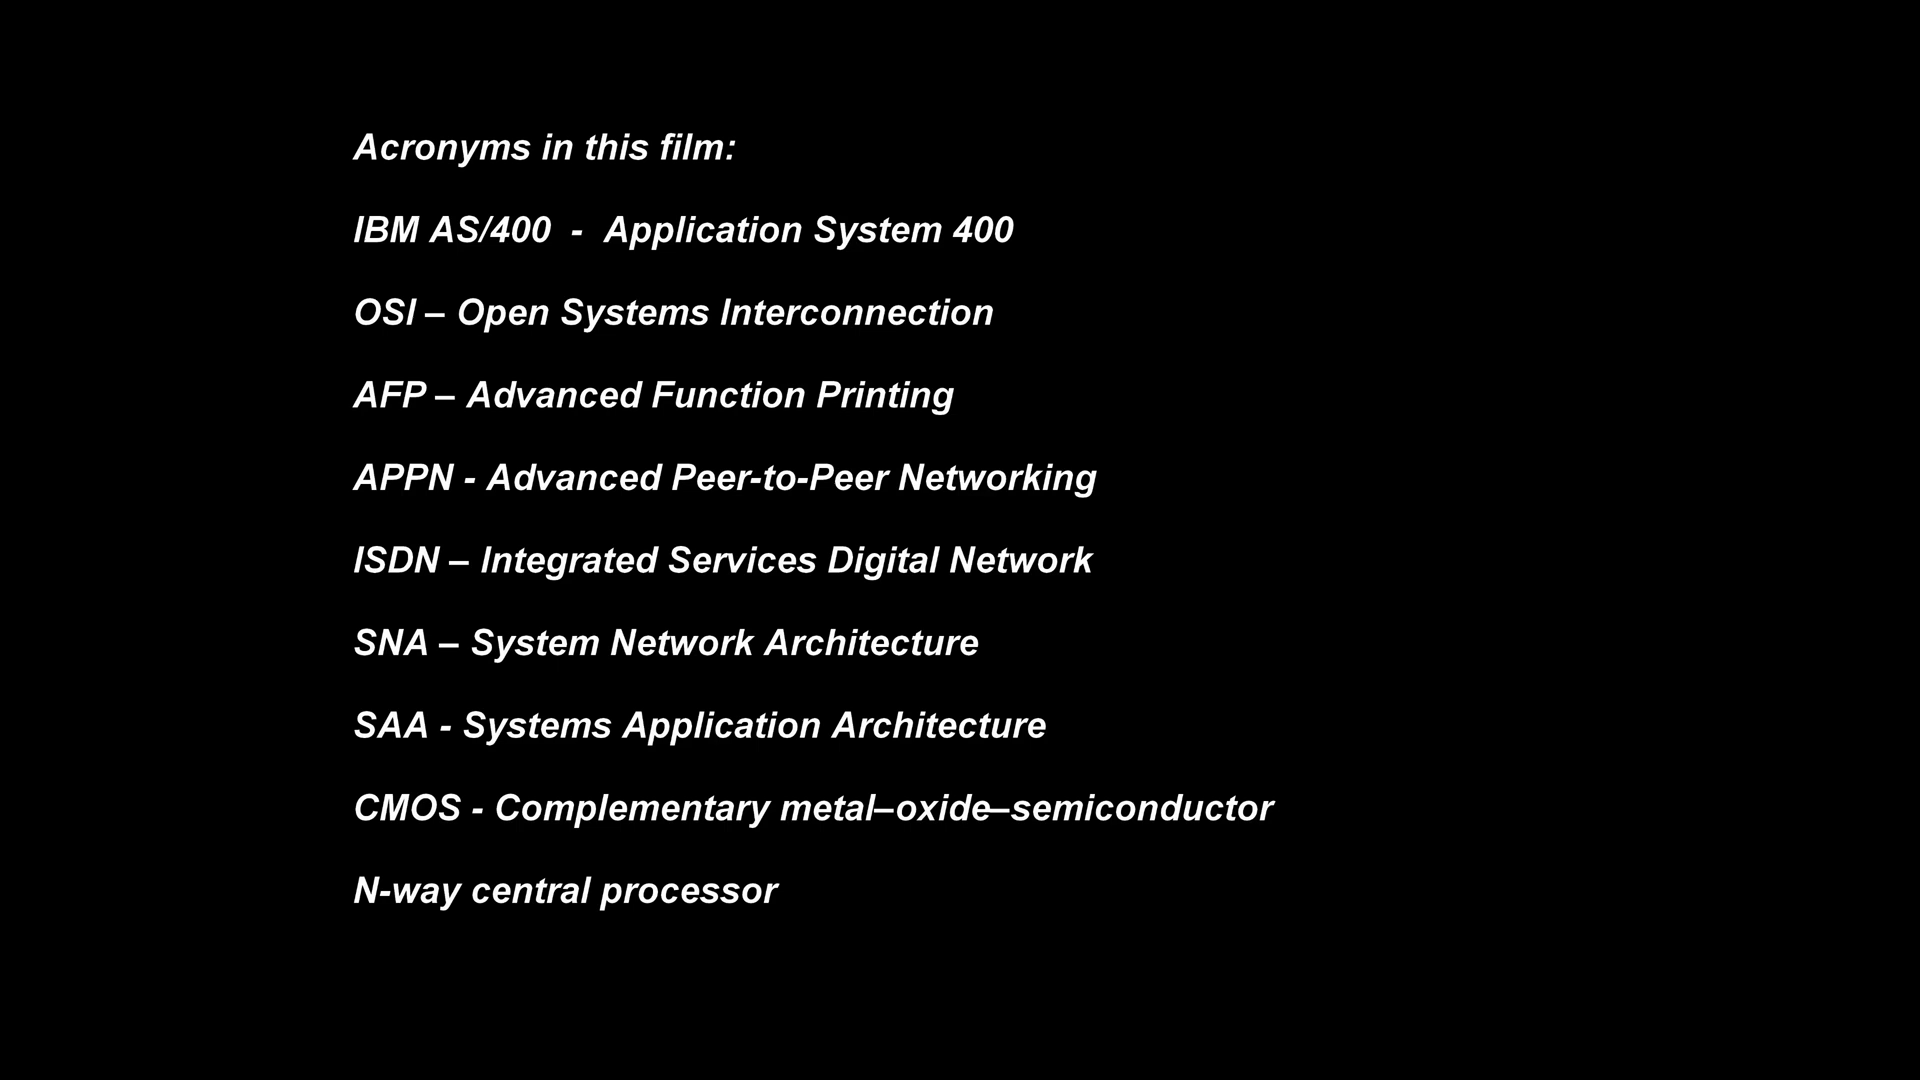 Acronyms in this film:
IBM AS/400  -  Application System 400
OSI – Open Systems Interconnection
AFP – Advanced Function Printing
APPN - Advanced Peer-to-Peer Networking
ISDN – Integrated Services Digital Network
SNA – System Network Architecture
SAA - Systems Application Architecture
CMOS - Complementary metal–oxide–semiconductor
N-way central processor